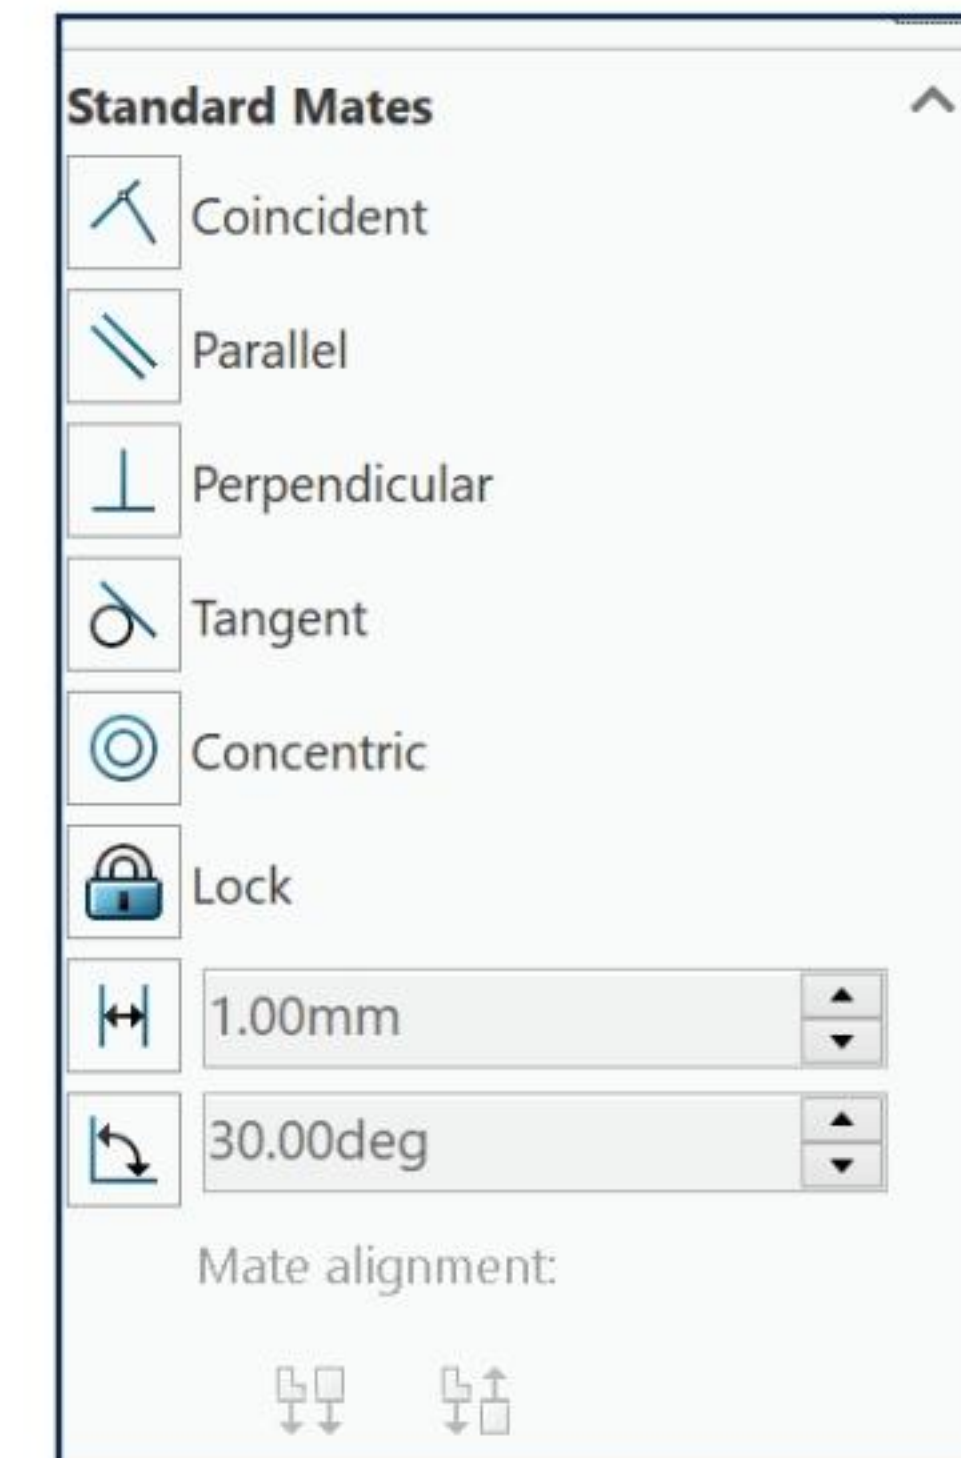 Standard Mates
Coincident
Parallel
Perpendicular
Tangent
Concentric
Lock
1.00mm
30.00deg
Mate alignment: